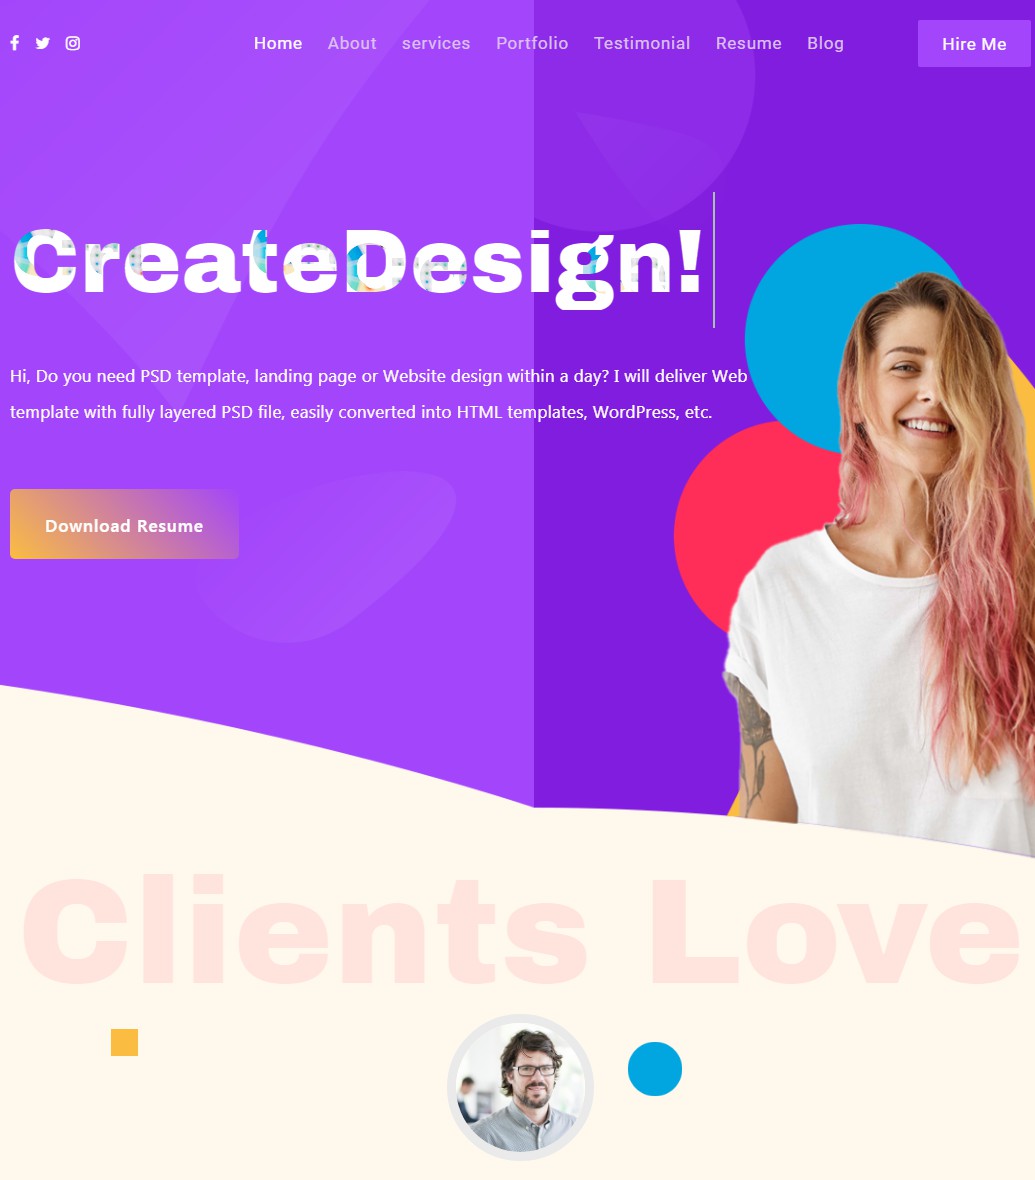 Home About services Portfolio Testimonial Resume Blog Hire Me
CreateDesign!
Hi, Do you need PSD template, landing page or Website design within a day? I will deliver Web
template with fully layered PSD file, easily converted into HTML templates, WordPress, etc.
Download Resume
Clients Love